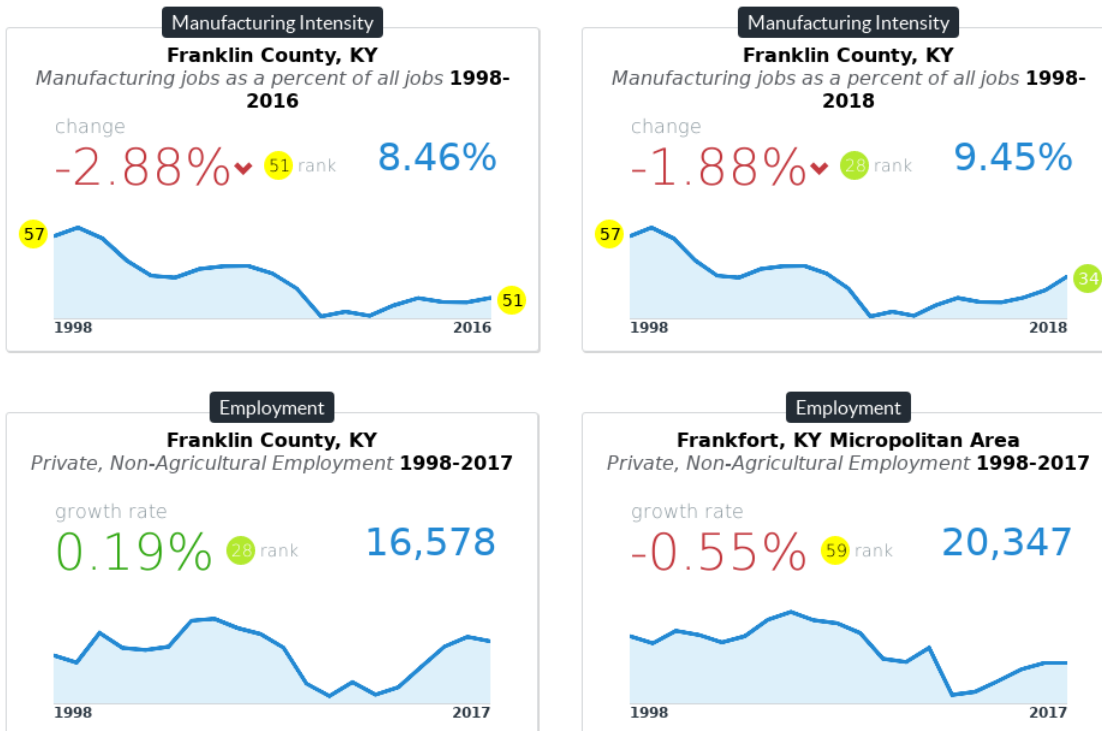 Manufacturing Intensity
Franklin County, KY
Manufacturing jobs as a percent of all jobs 1998-
2016
change
-2.88% 51 rank 8.46%
57
51
1998 2016
Manufacturing Intensity
Franklin County, KY
Manufacturing jobs as a percent of all jobs 1998-
2018
change
-1.88% 28 rank 9.45%
57
34
1998 2018
Employment
Franklin County, KY
Private, Non-Agricultural Employment 1998-2017
growth rate
0.19% 28 rank 16,578
1998 2017
Employment
Frankfort, KY Micropolitan Area
Private, Non-Agricultural Employment 1998-2017
growth rate
-0.55% 59 rank 20,347
1998 2017